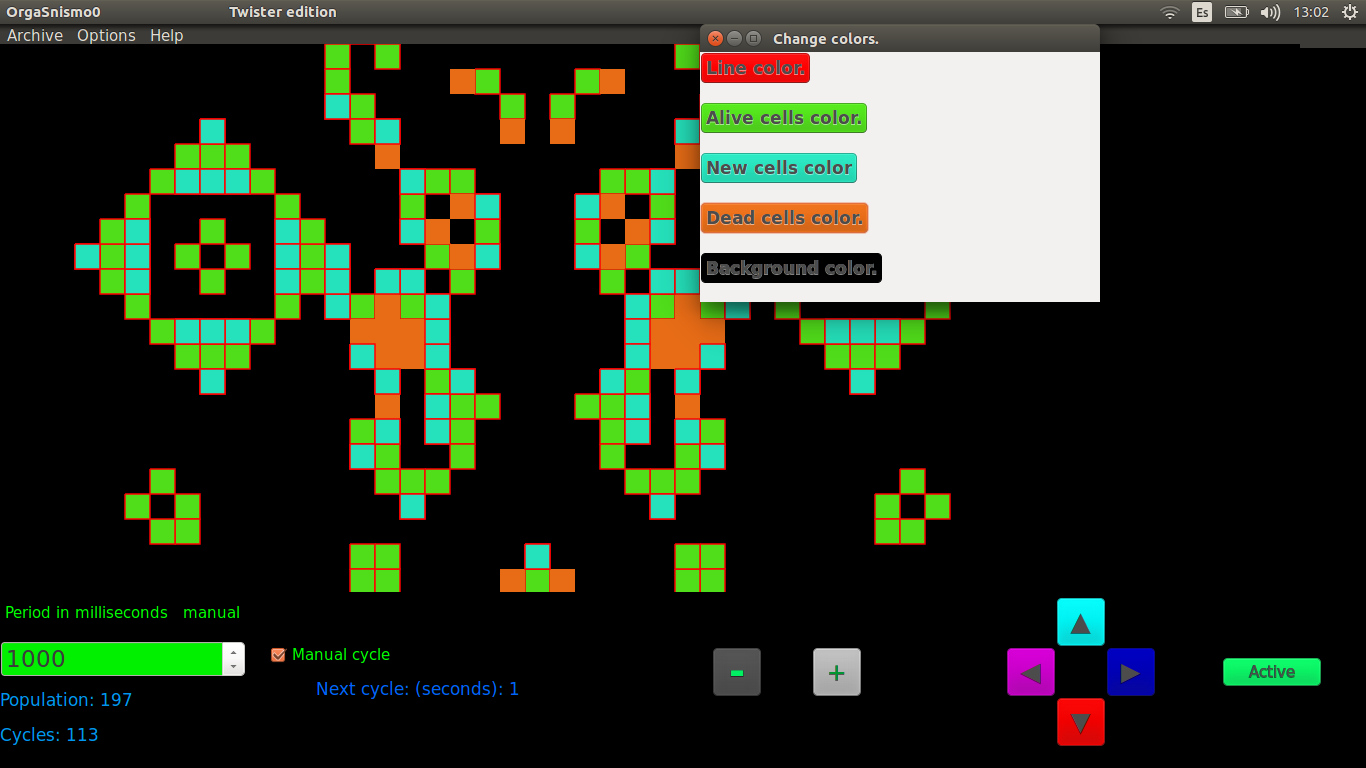 OrgaSnismo0 Twister edition Es 13:02
Archive Options Help
Change colors.
Line color.
Alive cells color.
New cells color
Dead cells color.
Background color.
Period in milliseconds manual
1000
Manual cycle
Next cycle: (seconds): 1
Population: 197
Cycles: 113
-
+
Active